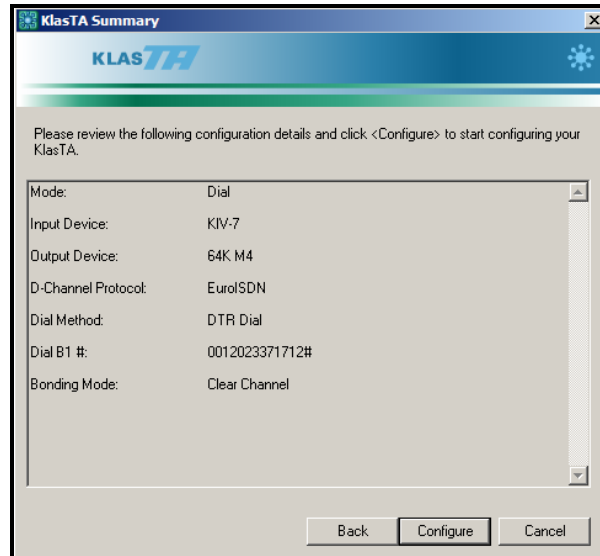 KlasTA Summary
KLASTA
Please review the following configuration details and click <Configure> to start configuring your
KlasTA.
Mode: Dial
Input Device: KIV-7
Output Device: 64K M4
D-Channel Protocol: EuroISDN
Dial Method: DTR Dial
Dial B1 #: 0012023371712#
Bonding Mode: Clear Channel
Back Configure Cancel